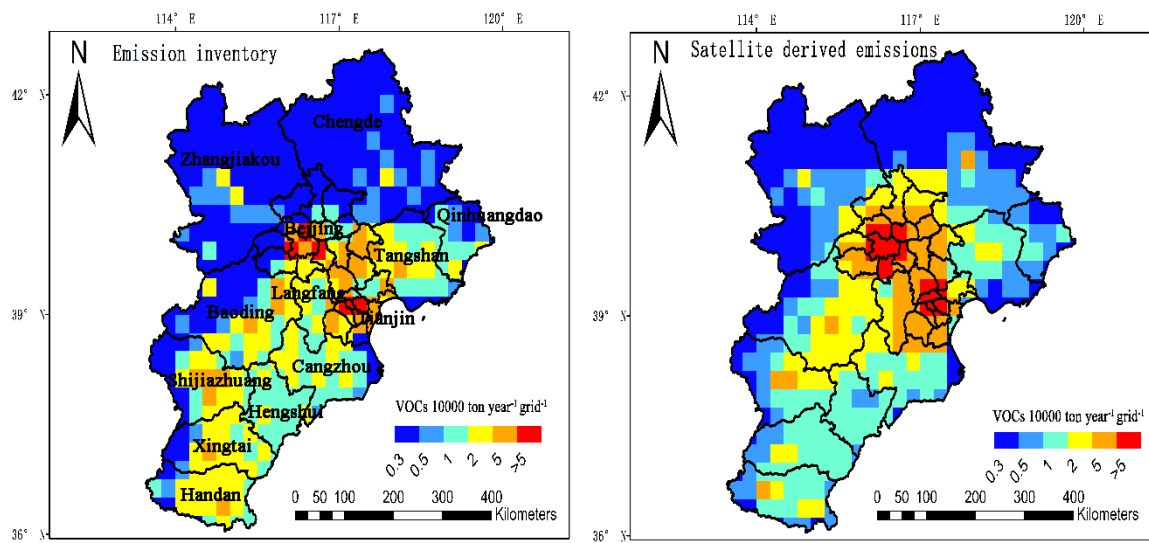 114° E 117° E 120° E
N Emission inventory
42° N
Chengde
Zhangjiakou
Qinhuangdao
Beijing
Tangshan
Langfang
39° N
Baoding
Tianjin
Cangzhou
Shijiazhuang
Hengshui
VOCs 10000 ton year-1 grid-1
Xingtai
0.3 0.5 1 2 5 >5
Handan
0 50 100 200 300 400
Kilometers
36° N
114° E 117° E 120° E
N Satellite derived emissions
42° N
39° N
VOCs 10000 ton year-1 grid-1
0.3 0.5 1 2 5 >5
0 50 100 200 300 400
Kilometers
36° N